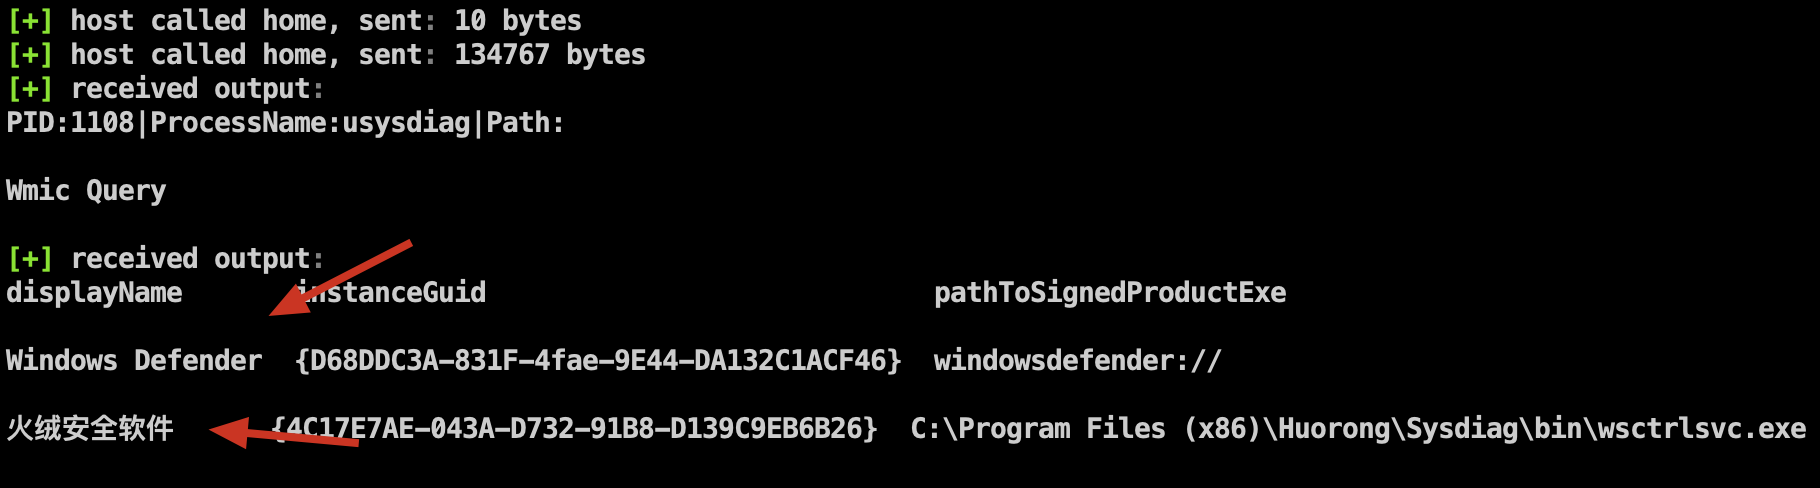 [+] host called home, sent: 10 bytes
[+] host called home, sent: 134767 bytes
[+] received output:
PID:1108|ProcessName:usysdiag|Path:
Wmic Query
[+] received output:
displayName instanceGuid pathToSignedProductExe
Windows Defender {D68DDC3A-831F-4fae-9E44-DA132C1ACF46} windowsdefender://
火绒安全软件 {4C17E7AE-043A-D732-91B8-D139C9EB6B26} C:\Program Files (x86)\Huorong\Sysdiag\bin\wsctrlsvc.exe